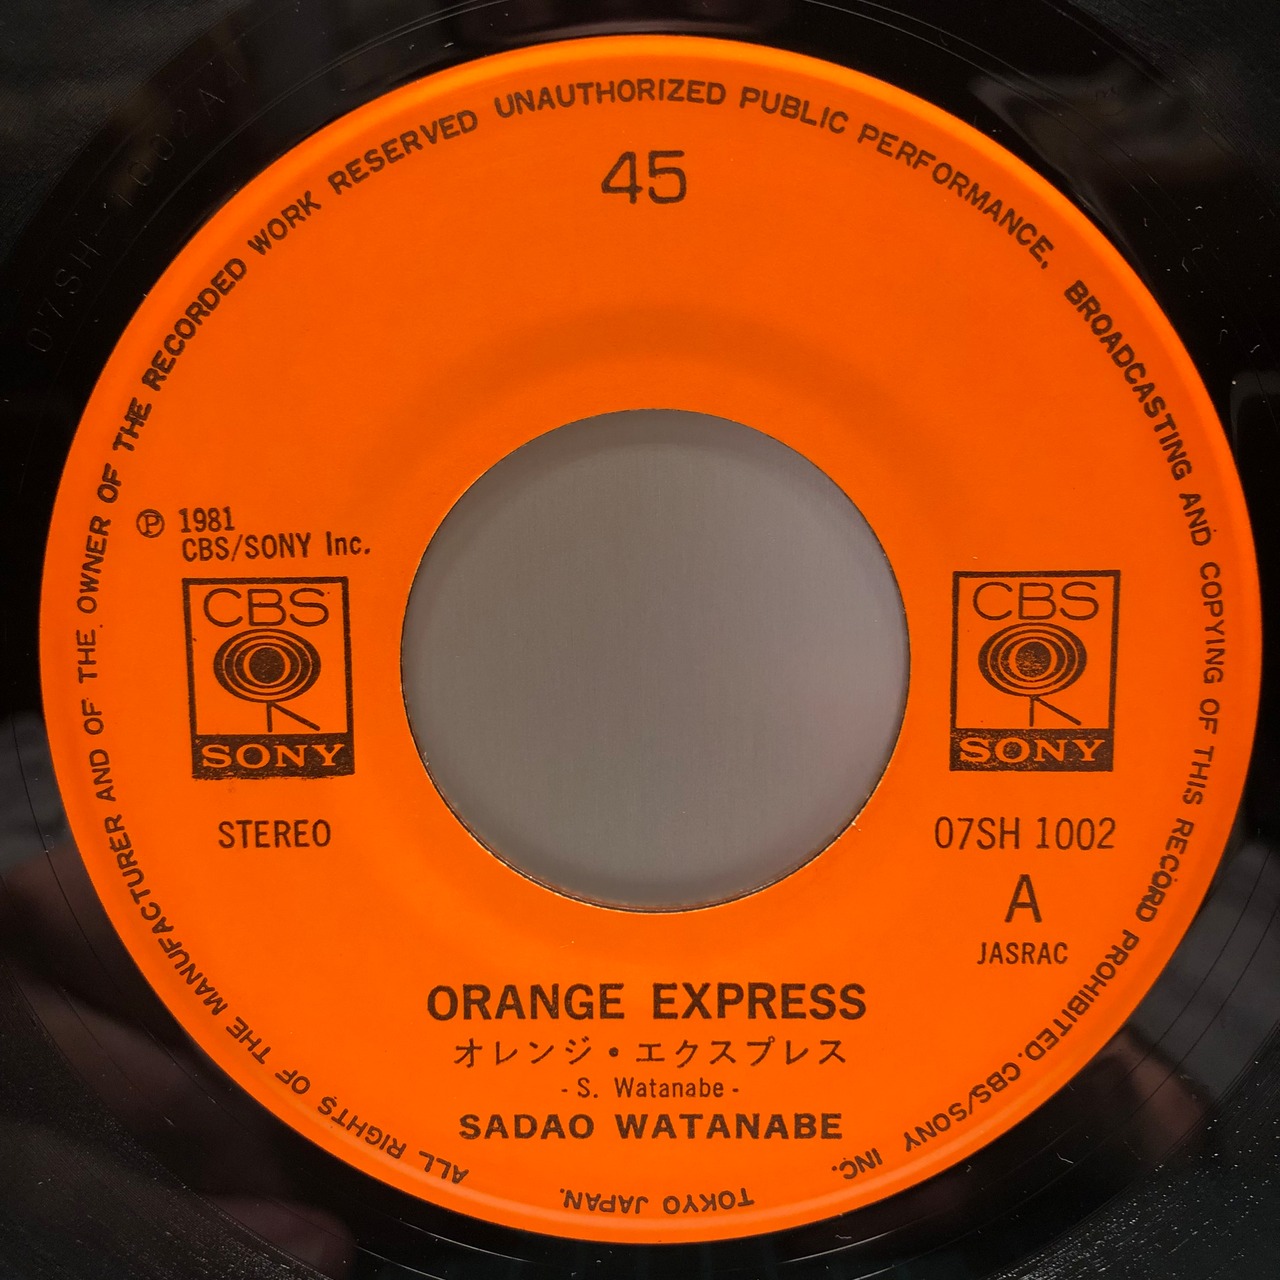 ALL RIGHTS OF THE MANUFACTURER AND OF THE OWNER OF THE RECORDED WORK RESERVED UNAUTHORIZED PUBLIC PERFORMANCE, BROADCASTING AND COPYING OF THIS RECORD PROHIBITED. CBS/SONY INC. TOKYO JAPAN.
45
Ⓟ 1981
CBS/SONY Inc.
CBS
SONY
STEREO
CBS
SONY
07SH 1002
A
JASRAC
ORANGE EXPRESS
オレンジ・エクスプレス
- S. Watanabe -
SADAO WATANABE
07SH 1002A